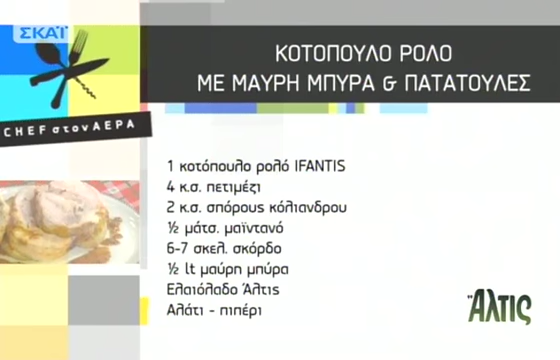 ΣΚΑΪ
ΚΟΤΟΠΟΥΛΟ ΡΟΛΟ
ΜΕ ΜΑΥΡΗ ΜΠΥΡΑ & ΠΑΤΑΤΟΥΛΕΣ
CHEF στον ΑΕΡΑ
1 κοτόπουλο ρολό IFANTIS
4 κ.σ. πετιμέζι
2 κ.σ. σπόρους κόλιανδρου
½ μάτσ. μαϊντανό
6-7 σκελ. σκόρδο
½ lt μαύρη μπύρα
Ελαιόλαδο Άλτις
Αλάτι - πιπέρι
Άλτις